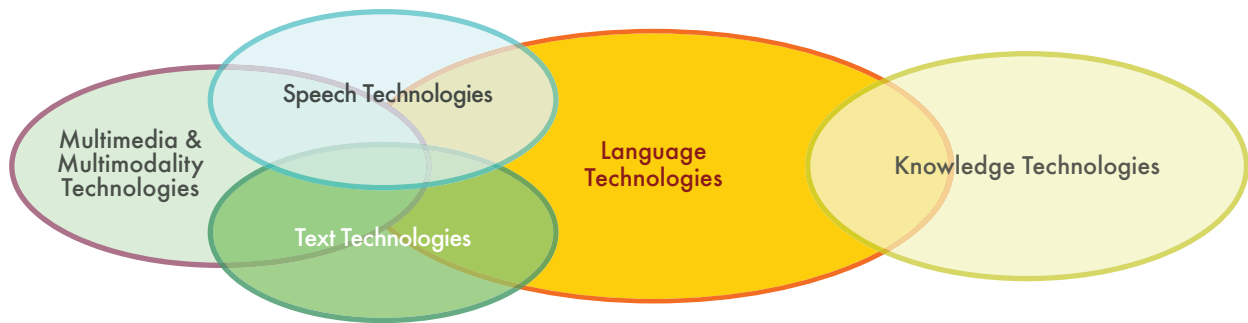 Speech Technologies
Multimedia &
Multimodality
Technologies
Language
Technologies
Knowledge Technologies
Text Technologies